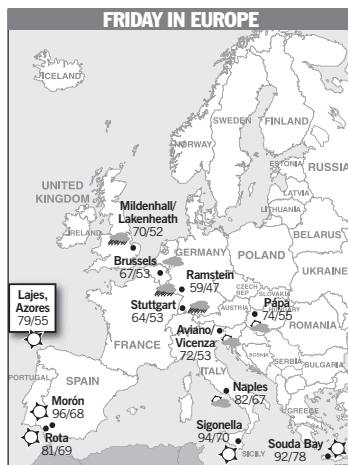 FRIDAY IN EUROPE
ICELAND
SWEDEN
FINLAND
NORWAY
ESTONIA
RUSSIA
LATVIA
LITHUANIA
UNITED
KINGDOM
Mildenhall/
Lakenheath
70/52
IRELAND
BELARUS
Brussels
67/53
GERMANY
POLAND
UKRAINE
Ramstein
59/47
Lajes,
Azores
79/55
Stuttgart
64/53
CZECH
REP
SLOVAKIA
Pápa
74/55
AUSTRIA
HUNGARY
Aviano/
Vicenza
72/53
FRANCE
ROMANIA
BOSNIA
SERBIA
BULGARIA
ITALY
PORTUGAL
SPAIN
Morón
96/68
Naples
82/67
GREECE
Rota
81/69
Sigonella
94/70
SICILY
Souda Bay
92/78